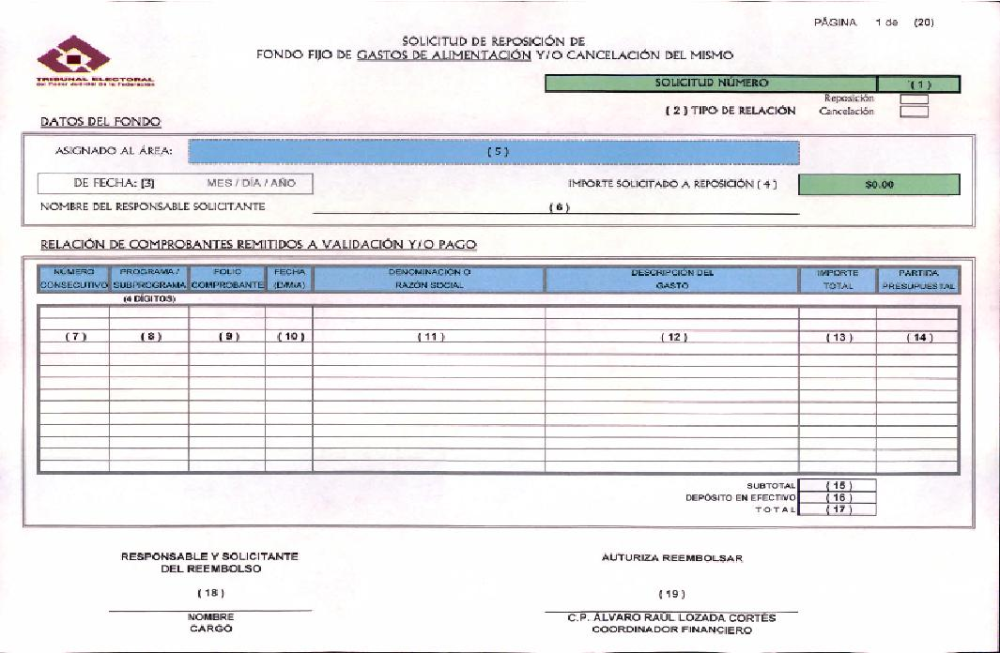 PÁGINA 1 de (20)
SOLICITUD DE REPOSICIÓN DE
FONDO FIJO DE GASTOS DE ALIMENTACIÓN Y/O CANCELACIÓN DEL MISMO
TRIBUNAL ELECTORAL
del Poder Judicial de la Federación
SOLICITUD NÚMERO '( 1 )
Reposición
( 2 ) TIPO DE RELACIÓN Cancelación
DATOS DEL FONDO
ASIGNADO AL ÁREA: ( 5 )
DE FECHA: (3) MES / DÍA / AÑO IMPORTE SOLICITADO A REPOSICIÓN ( 4 ) $0.00
NOMBRE DEL RESPONSABLE SOLICITANTE ( 6 )
RELACIÓN DE COMPROBANTES REMITIDOS A VALIDACIÓN Y/O PAGO
NÚMERO PROGRAMA / FOLIO FECHA DENOMINACIÓN O DESCRIPCIÓN DEL IMPORTE PARTIDA
CONSECUTIVO SUBPROGRAMA COMPROBANTE (D/M/A) RAZÓN SOCIAL GASTO TOTAL PRESUPUESTAL
(4 DÍGITOS)
( 7 ) ( 8 ) ( 9 ) ( 10 ) ( 11 ) ( 12 ) ( 13 ) ( 14 )
SUBTOTAL ( 15 )
DEPÓSITO EN EFECTIVO ( 16 )
TOTAL ( 17 )
RESPONSABLE Y SOLICITANTE AUTURIZA REEMBOLSAR
DEL REEMBOLSO
( 18 ) ( 19 )
NOMBRE C.P. ÁLVARO RAÚL LOZADA CORTÉS
CARGO COORDINADOR FINANCIERO